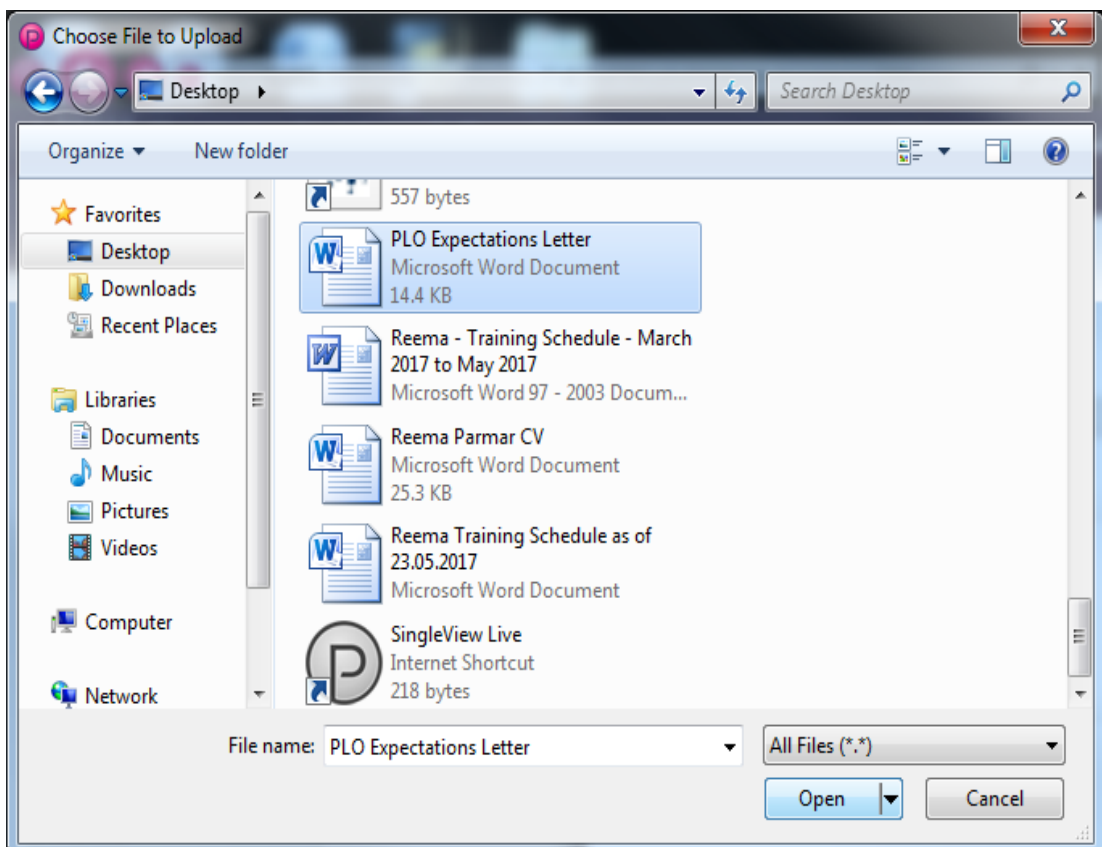 Choose File to Upload
Desktop
Search Desktop
Organize
New folder
557 bytes
Favorites
Desktop
Downloads
Recent Places
Libraries
Documents
Music
Pictures
Videos
Computer
Network
PLO Expectations Letter
Microsoft Word Document
14.4 KB
Reema - Training Schedule - March
2017 to May 2017
Microsoft Word 97 - 2003 Docum...
Reema Parmar CV
Microsoft Word Document
25.3 KB
Reema Training Schedule as of
23.05.2017
Microsoft Word Document
SingleView Live
Internet Shortcut
218 bytes
File name: PLO Expectations Letter
All Files (*.*)
Open
Cancel